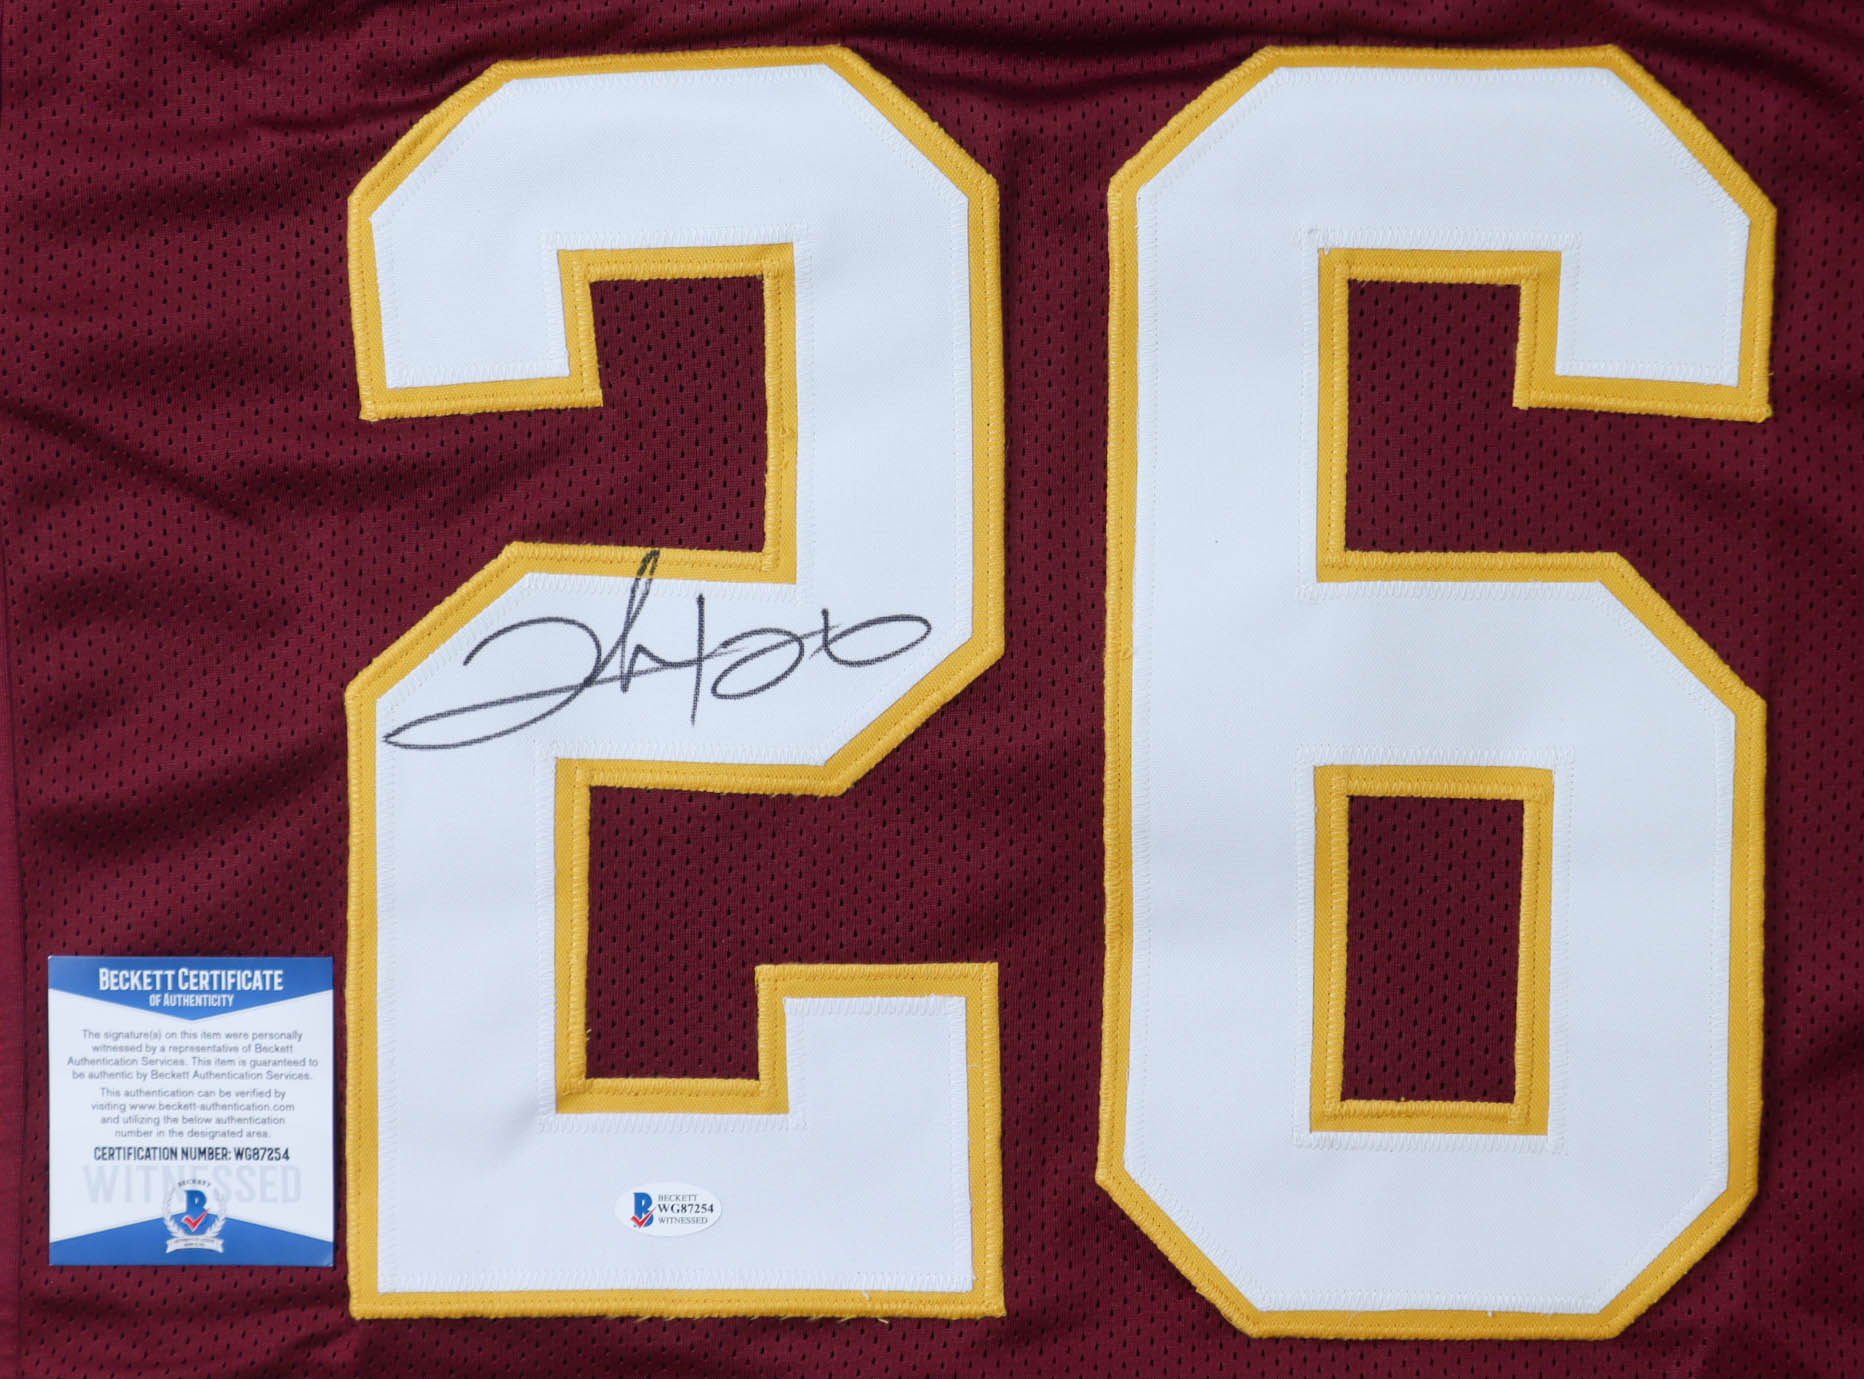 26
BECKETT CERTIFICATE
OF AUTHENTICITY
The signature(s) on this item were personally
witnessed by a representative of Beckett
Authentication Services. This item is guaranteed to
be authentic by Beckett Authentication Services.
This authentication can be verified by
visiting www.beckett-authentication.com
and utilizing the below authentication
number in the designated area.
CERTIFICATION NUMBER: WG87254
WITNESSED
BECKETT
B
BECKETT
B WG87254
WITNESSED